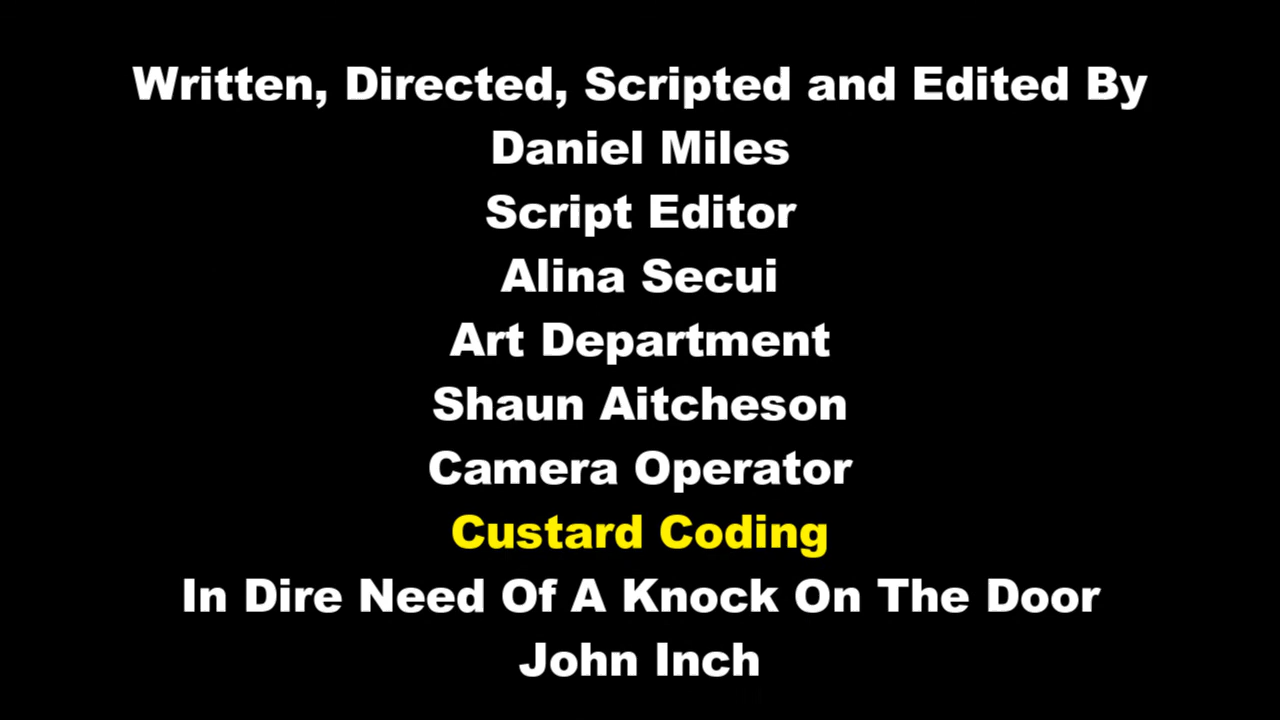 Written, Directed, Scripted and Edited By
Daniel Miles
Script Editor
Alina Secui
Art Department
Shaun Aitcheson
Camera Operator
Custard Coding
In Dire Need Of A Knock On The Door
John Inch